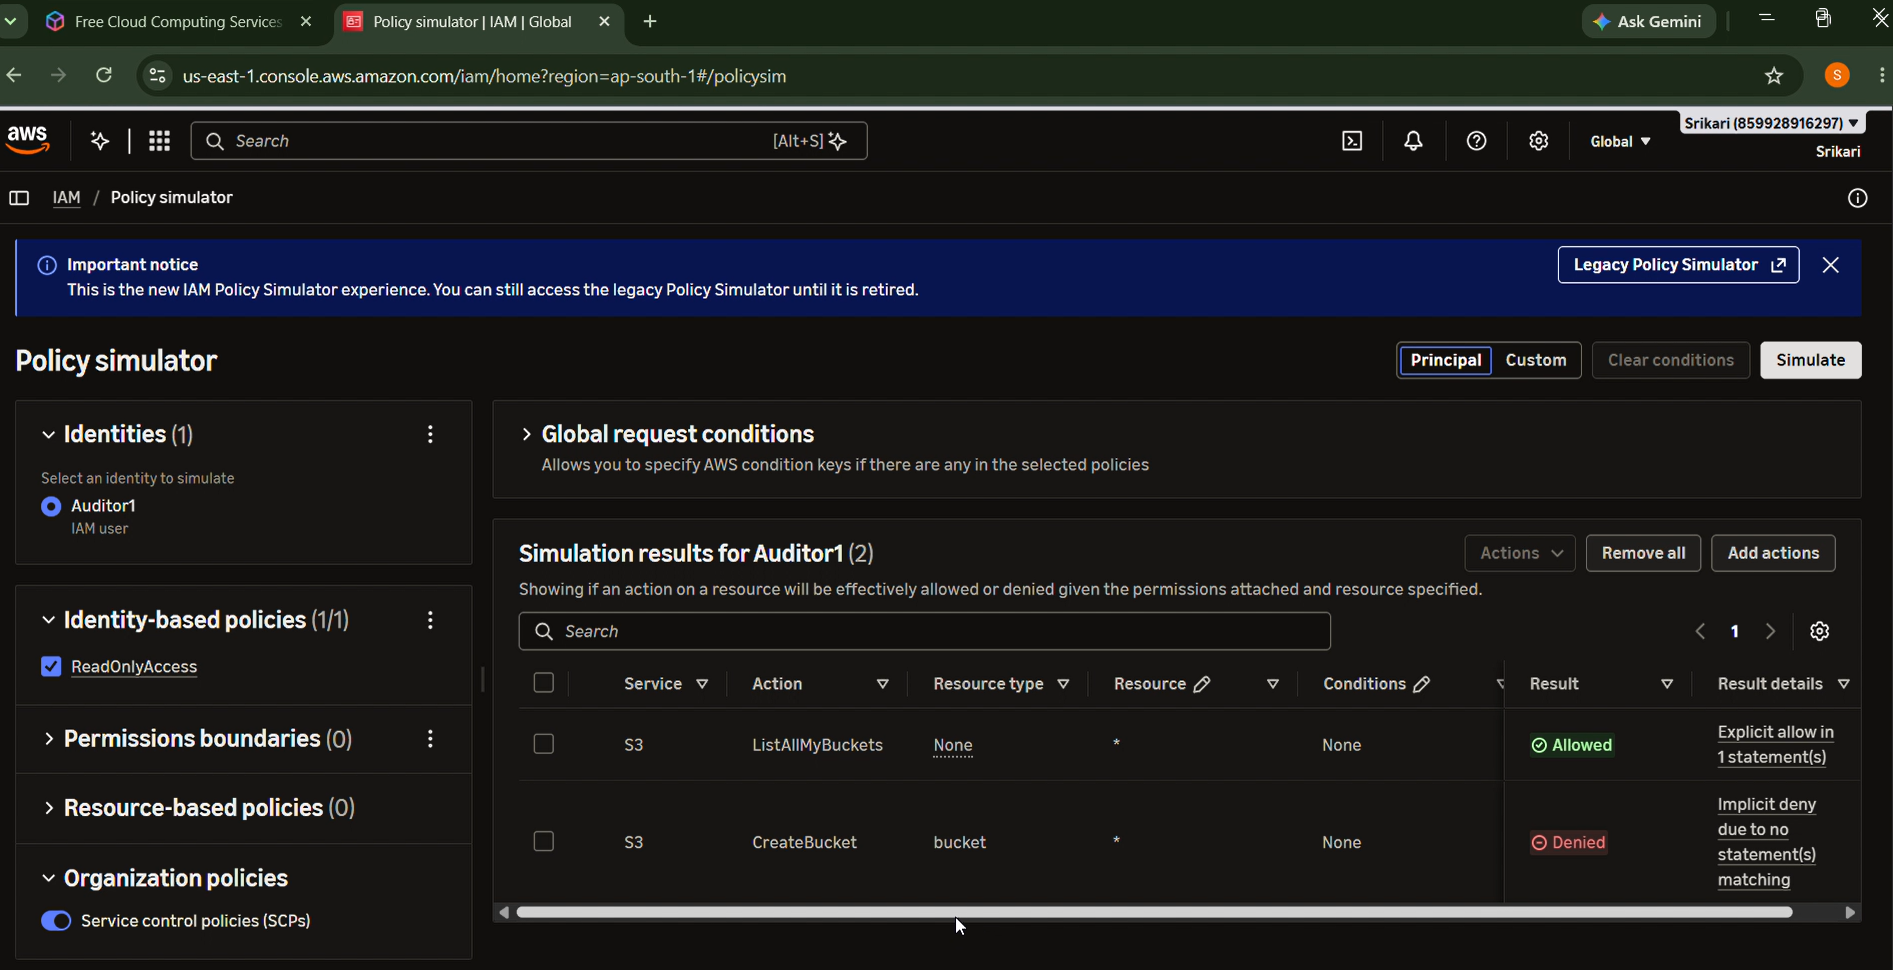 Free Cloud Computing Services
Policy simulator | IAM | Global
Ask Gemini
us-east-1.console.aws.amazon.com/iam/home?region=ap-south-1#/policysim
S
aws
Search
[Alt+S]
Global
Srikari (859928916297)
Srikari
IAM / Policy simulator
Important notice
This is the new IAM Policy Simulator experience. You can still access the legacy Policy Simulator until it is retired.
Legacy Policy Simulator
Policy simulator
Principal
Custom
Clear conditions
Simulate
Identities (1)
Select an identity to simulate
Auditor1
IAM user
Identity-based policies (1/1)
ReadOnlyAccess
Permissions boundaries (0)
Resource-based policies (0)
Organization policies
Service control policies (SCPs)
Global request conditions
Allows you to specify AWS condition keys if there are any in the selected policies
Simulation results for Auditor1 (2)
Actions
Remove all
Add actions
Showing if an action on a resource will be effectively allowed or denied given the permissions attached and resource specified.
Search
1
Service Action Resource type Resource Conditions Result Result details
S3 ListAllMyBuckets None * None Allowed Explicit allow in
1 statement(s)
S3 CreateBucket bucket * None Denied Implicit deny
due to no
statement(s)
matching